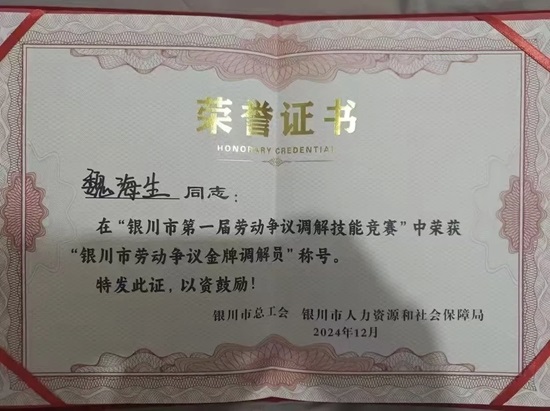 荣誉证书
HONORARY CREDENTIAL
魏海生 同志：
在“银川市第一届劳动争议调解技能竞赛”中荣获
“银川市劳动争议金牌调解员”称号。
特发此证，以资鼓励！
银川市总工会 银川市人力资源和社会保障局
2024年12月